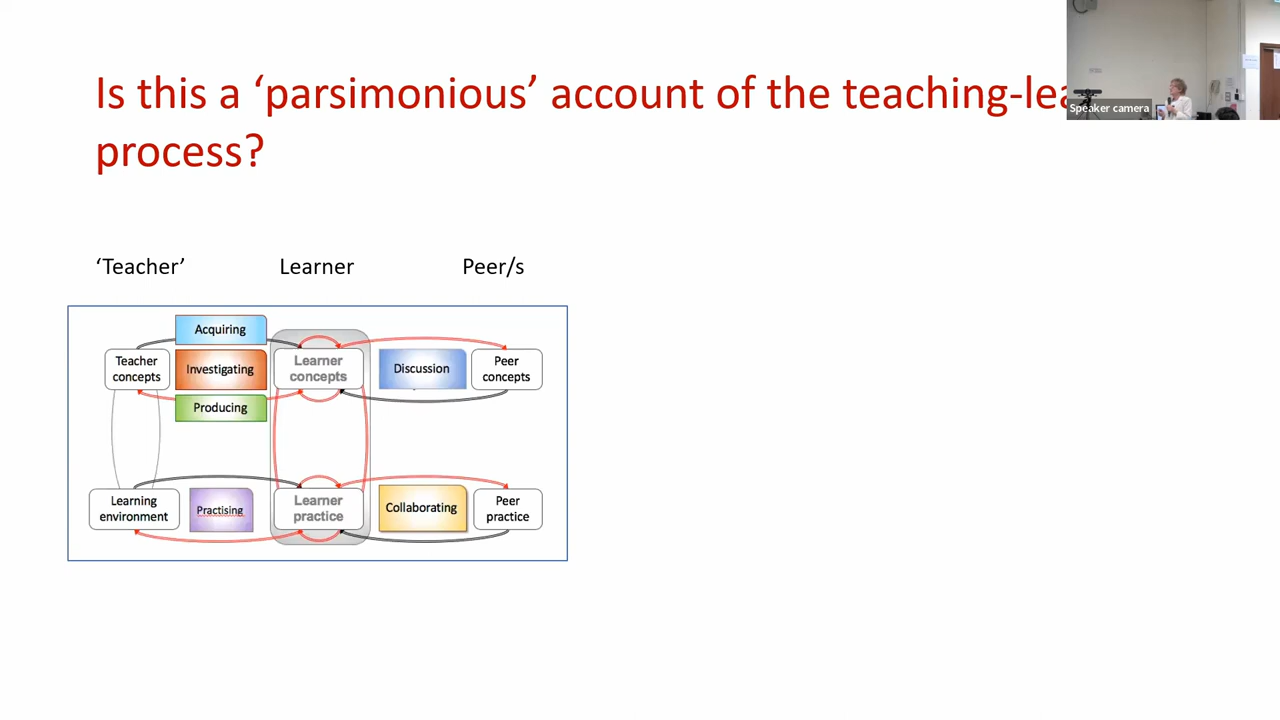 Is this a ‘parsimonious’ account of the teaching-lea
process?
Speaker camera
‘Teacher’
Learner
Peer/s
Acquiring
Teacher
concepts
Investigating
Learner
concepts
Discussion
Peer
concepts
Producing
Learning
environment
Practising
Learner
practice
Collaborating
Peer
practice